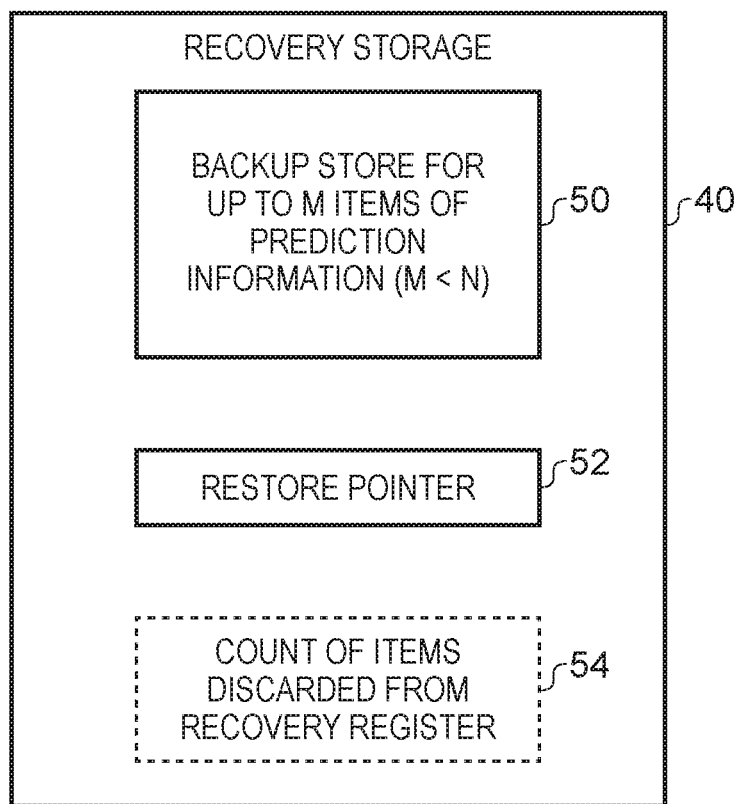 RECOVERY STORAGE
BACKUP STORE FOR
UP TO M ITEMS OF
PREDICTION
INFORMATION (M < N)
50
40
RESTORE POINTER
52
COUNT OF ITEMS
DISCARDED FROM
RECOVERY REGISTER
54